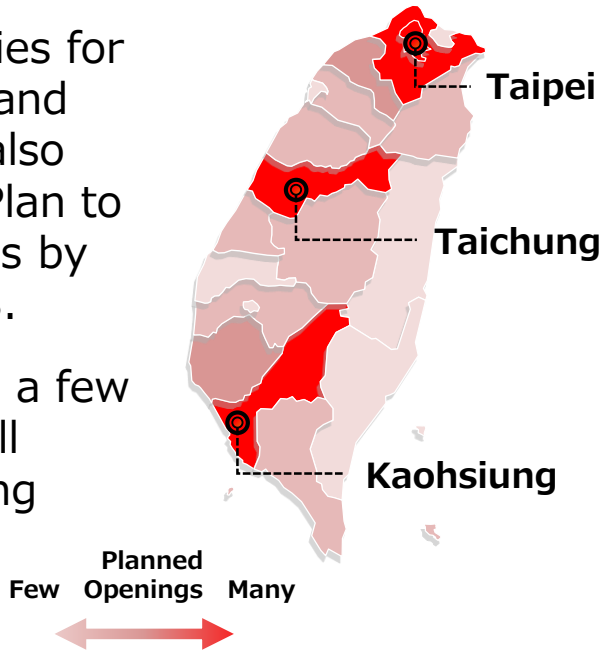 ies for
and
also
Plan to
s by
.
a few
ll
ng
Taipei
Taichung
Kaohsiung
Planned
Few Openings Many